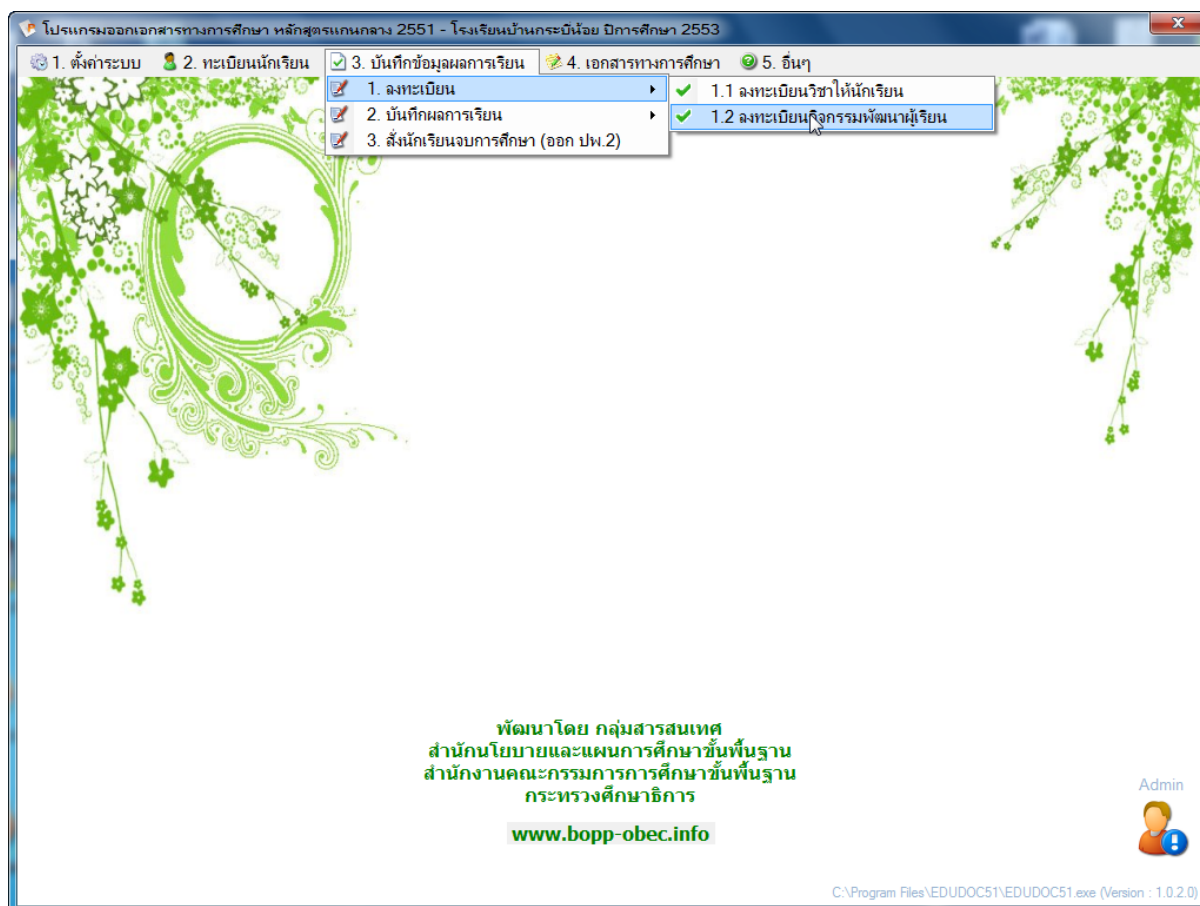 โปรแกรมออกเอกสารทางการศึกษา หลักสูตรแกนกลาง 2551 - โรงเรียนบ้านกระบี่น้อย ปีการศึกษา 2553
1. ตั้งค่าระบบ 2. ทะเบียนนักเรียน 3. บันทึกข้อมูลผลการเรียน 4. เอกสารทางการศึกษา 5. อื่นๆ
1. ลงทะเบียน 1.1 ลงทะเบียนวิชาให้นักเรียน
2. บันทึกผลการเรียน 1.2 ลงทะเบียนกิจกรรมพัฒนาผู้เรียน
3. สั่งนักเรียนจบการศึกษา (ออก ปพ.2)
พัฒนาโดย กลุ่มสารสนเทศ
สำนักนโยบายและแผนการศึกษาขั้นพื้นฐาน
สำนักงานคณะกรรมการการศึกษาขั้นพื้นฐาน
กระทรวงศึกษาธิการ
www.bopp-obec.info
Admin
C:\Program Files\EDUDOC51\EDUDOC51.exe (Version : 1.0.2.0)